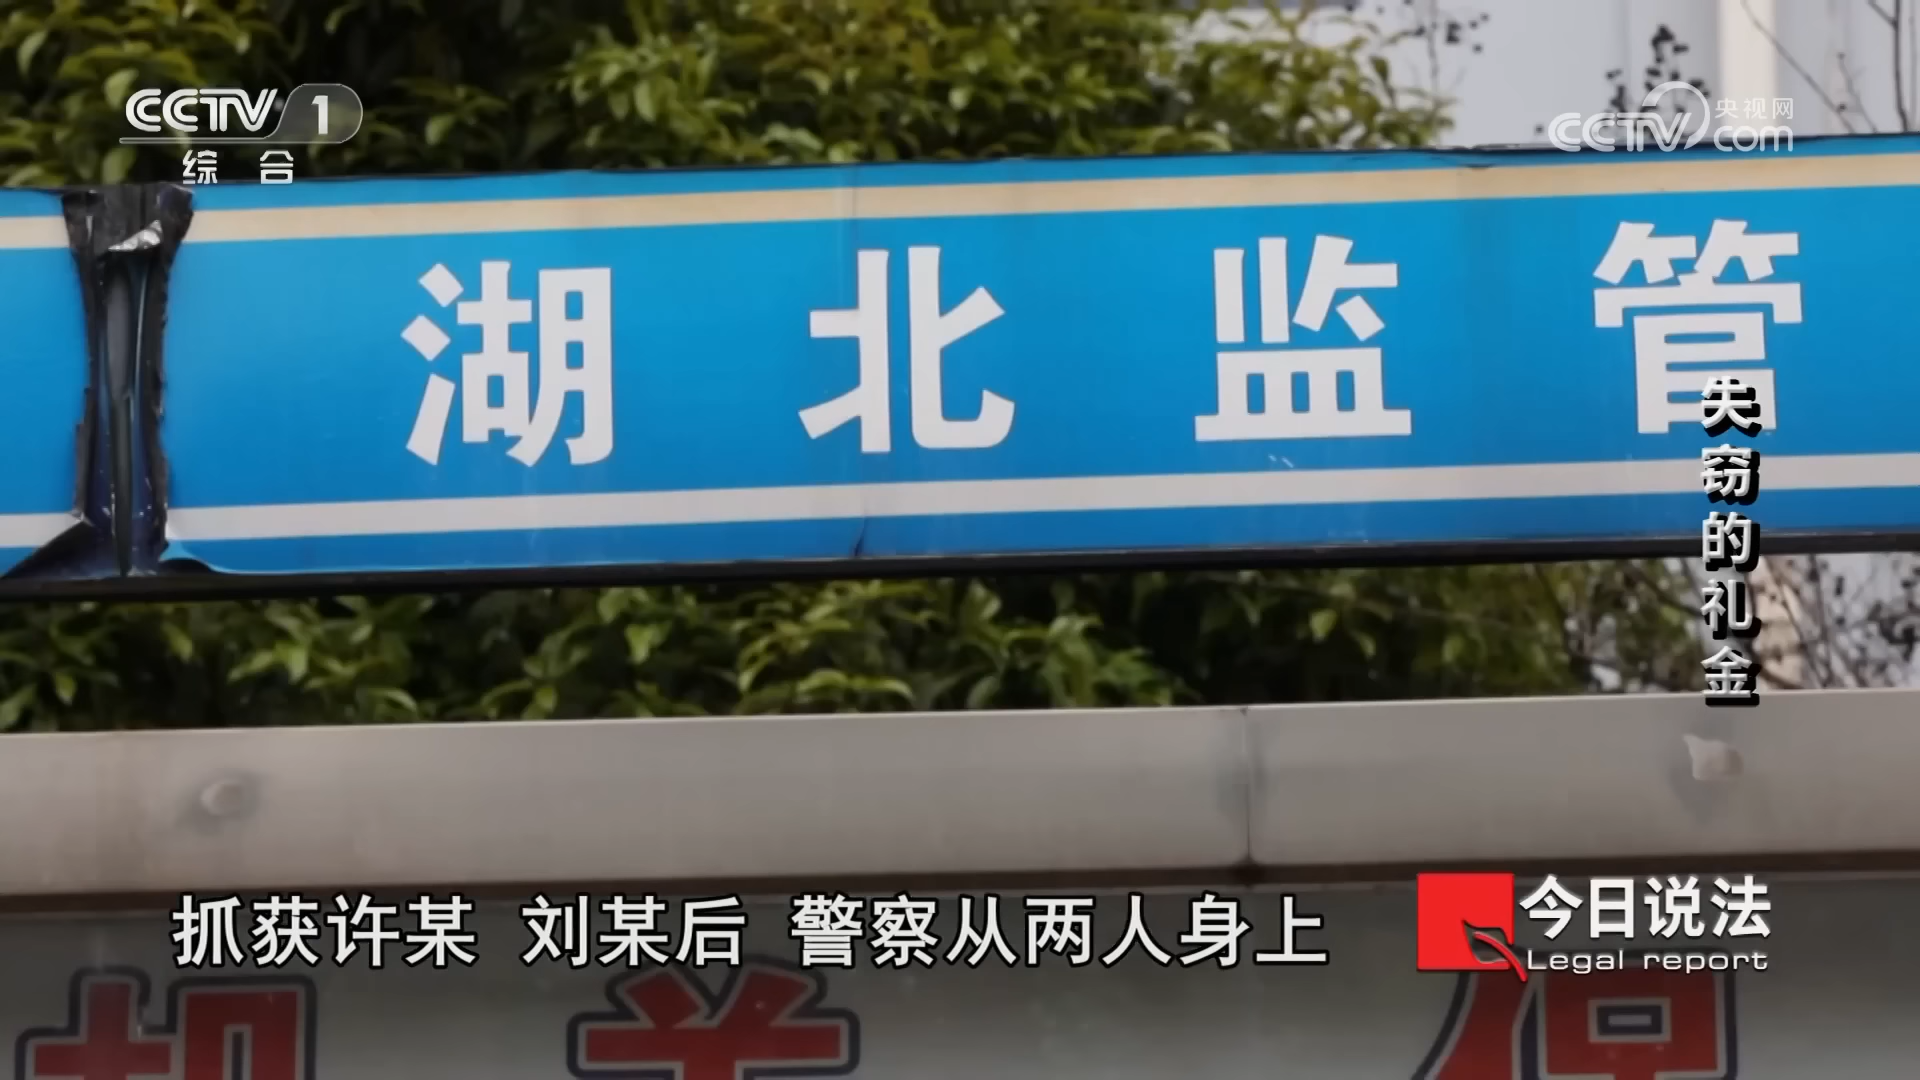 CCTV 1
综合
央视网
CCTV.com
湖北监管
失窃的礼金
抓获许某 刘某后 警察从两人身上
今日说法
Legal report